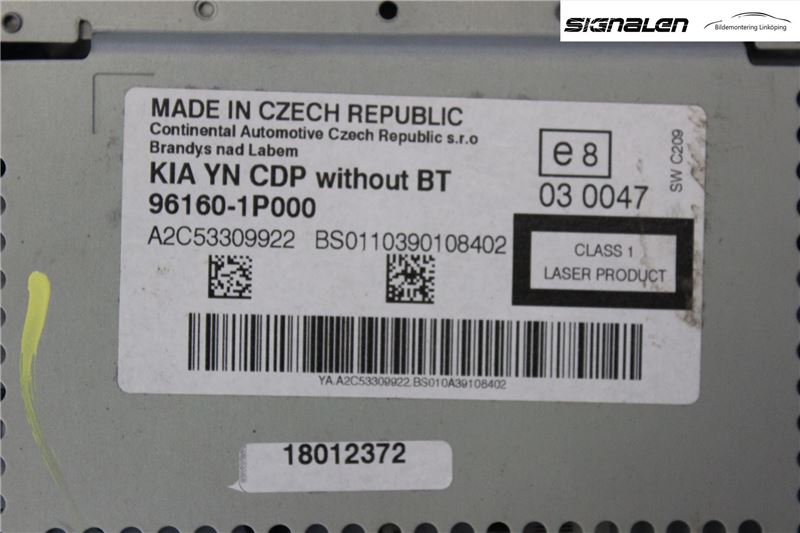 SIGNALEN
Bildemontering Linköping
MADE IN CZECH REPUBLIC
Continental Automotive Czech Republic s.r.o
Brandys nad Labem
KIA YN CDP without BT
96160-1P000
A2C53309922 BS0110390108402
e8
03 0047
SW C209
CLASS 1
LASER PRODUCT
YA.A2C53309922.BS010A39108402
18012372